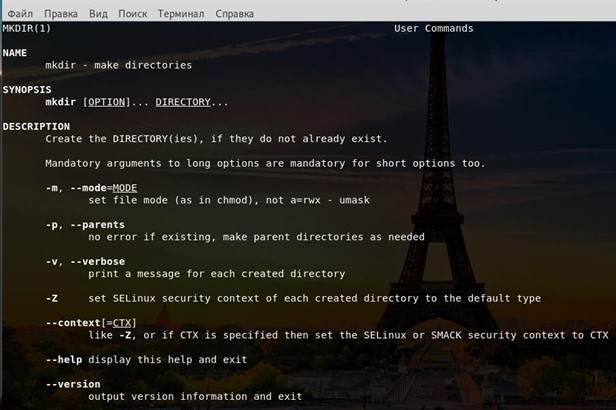 Файл Правка Вид Поиск Терминал Справка
MKDIR(1) User Commands
NAME
mkdir - make directories
SYNOPSIS
mkdir [OPTION]... DIRECTORY...
DESCRIPTION
Create the DIRECTORY(ies), if they do not already exist.
Mandatory arguments to long options are mandatory for short options too.
-m, --mode=MODE
set file mode (as in chmod), not a=rwx - umask
-p, --parents
no error if existing, make parent directories as needed
-v, --verbose
print a message for each created directory
-Z set SELinux security context of each created directory to the default type
--context[=CTX]
like -Z, or if CTX is specified then set the SELinux or SMACK security context to CTX
--help display this help and exit
--version
output version information and exit